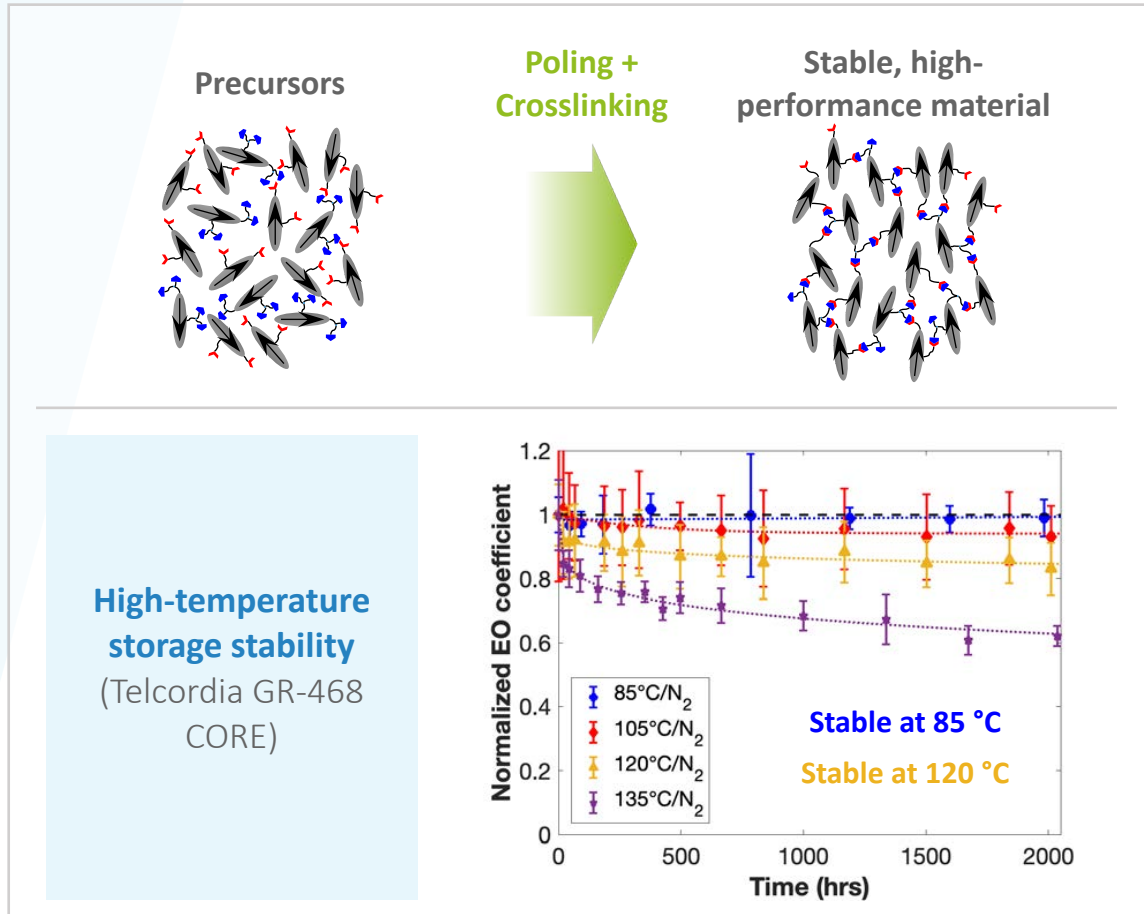 Precursors
Poling +
Crosslinking
Stable, high-
performance material
High-temperature
storage stability
(Telcordia GR-468
CORE)
Normalized EO coefficient
1.2
1
0.8
0.6
0.4
0.2
0
85°C/N₂
105°C/N₂
120°C/N₂
135°C/N₂
Stable at 85 °C
Stable at 120 °C
0
500
1000
1500
2000
Time (hrs)